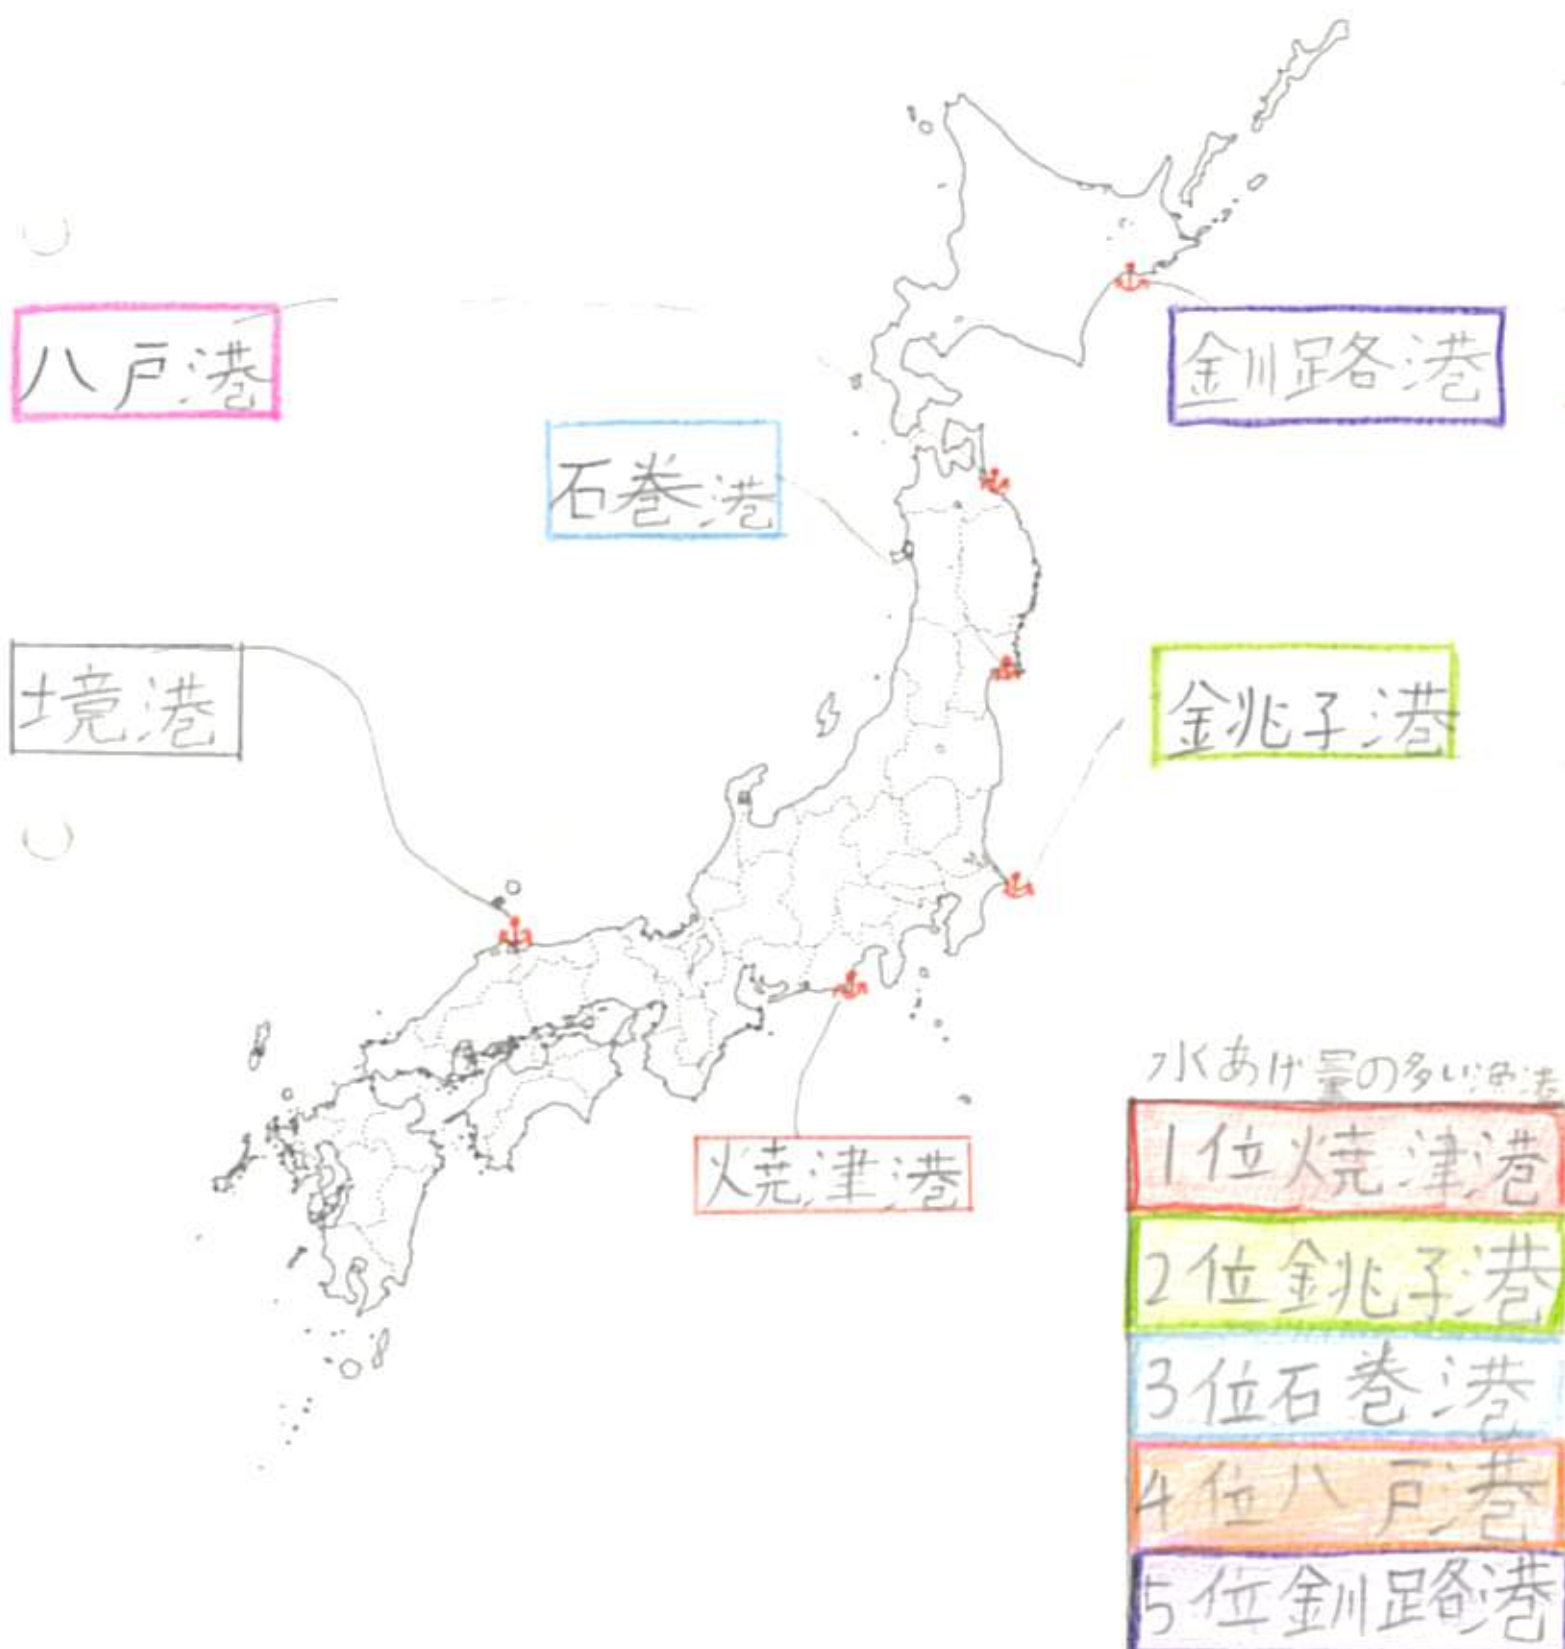 八戸港
釧路港
石巻港
境港
銚子港
焼津港
水あげ量の多い漁港
1位焼津港
2位銚子港
3位石巻港
4位八戸港
5位釧路港